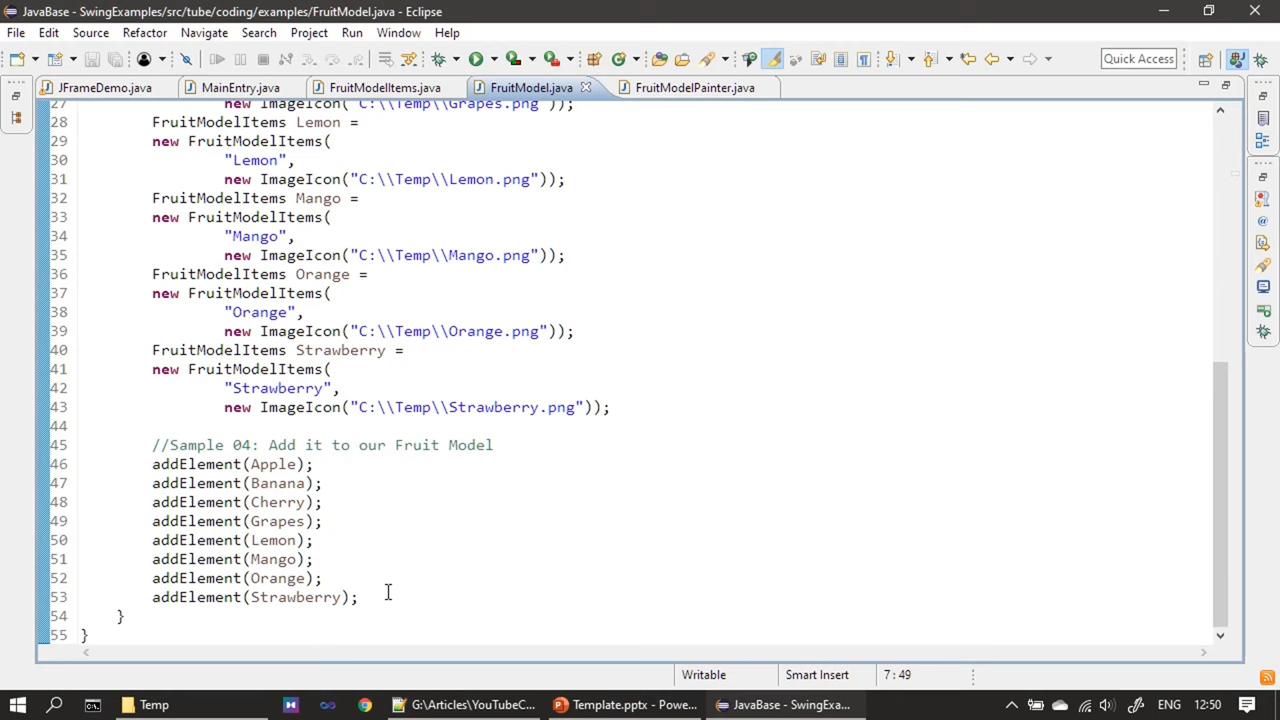 JavaBase - SwingExamples/src/tube/coding/examples/FruitModel.java - Eclipse
File Edit Source Refactor Navigate Search Project Run Window Help
Quick Access
JFrameDemo.java MainEntry.java FruitModelItems.java FruitModel.java FruitModelPainter.java
27 new ImageIcon("C:\\Temp\\Grapes.png"));
28 FruitModelItems Lemon =
29 new FruitModelItems(
30 "Lemon",
31 new ImageIcon("C:\\Temp\\Lemon.png"));
32 FruitModelItems Mango =
33 new FruitModelItems(
34 "Mango",
35 new ImageIcon("C:\\Temp\\Mango.png"));
36 FruitModelItems Orange =
37 new FruitModelItems(
38 "Orange",
39 new ImageIcon("C:\\Temp\\Orange.png"));
40 FruitModelItems Strawberry =
41 new FruitModelItems(
42 "Strawberry",
43 new ImageIcon("C:\\Temp\\Strawberry.png"));
44
45 //Sample 04: Add it to our Fruit Model
46 addElement(Apple);
47 addElement(Banana);
48 addElement(Cherry);
49 addElement(Grapes);
50 addElement(Lemon);
51 addElement(Mango);
52 addElement(Orange);
53 addElement(Strawberry);
54 }
55 }
Writable Smart Insert 7 : 49
Temp G:\Articles\YouTubeC... Template.pptx - Powe... JavaBase - SwingExa... ENG 12:50